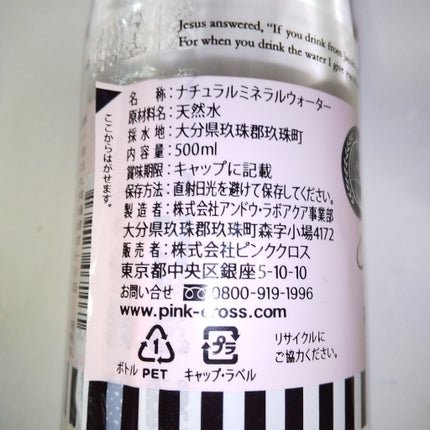 Jesus answered, "If you drink from
For when you drink the water I give you
ここからはがせます。
名 称:ナチュラルミネラルウォーター
原材料名:天然水
採 水 地:大分県玖珠郡玖珠町
内 容 量:500ml
賞味期限:キャップに記載
保存方法:直射日光を避けて保存してください。
製 造 者:株式会社アンドウ・ラボアクア事業部
大分県玖珠郡玖珠町森字小場4172
販 売 者:株式会社ピンククロス
東京都中央区銀座5-10-10
お問い合せ 0800-919-1996
www.pink-cross.com
1
プラ
ボトル PET キャップ・ラベル
リサイクルに
ご協力ください。